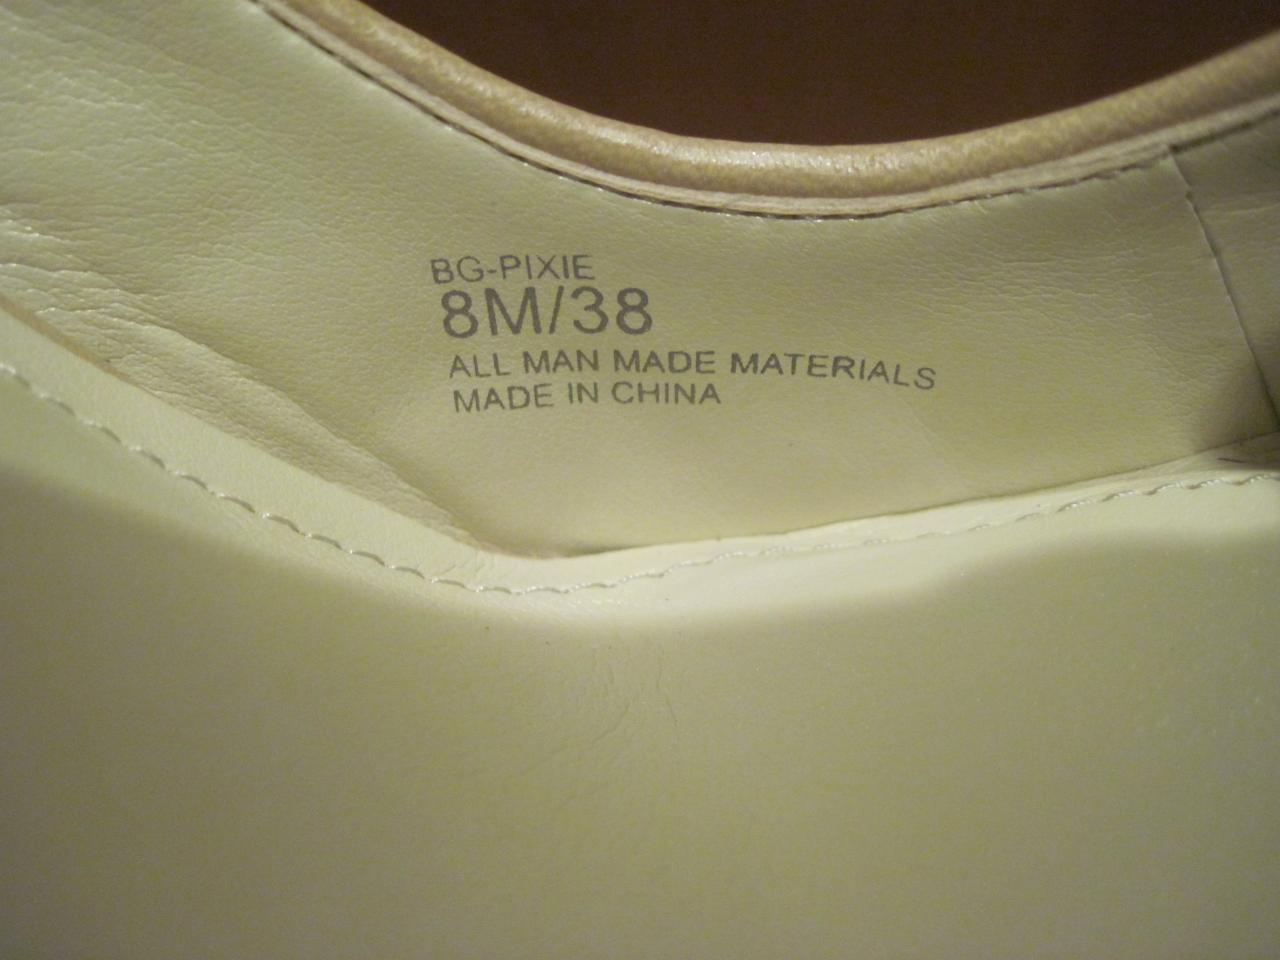 BG-PIXIE
8M/38
ALL MAN MADE MATERIALS
MADE IN CHINA